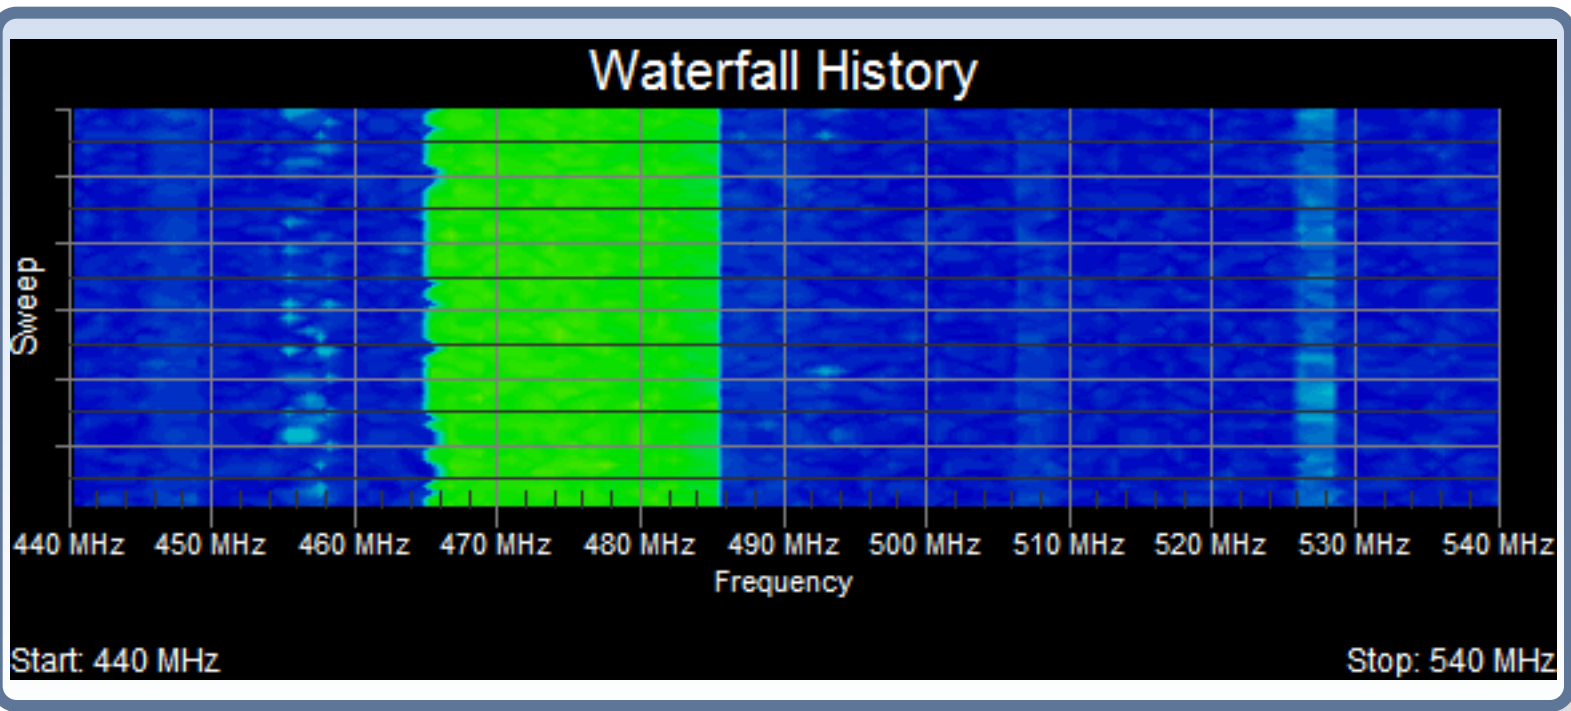 Waterfall History
Sweep
440 MHz 450 MHz 460 MHz 470 MHz 480 MHz 490 MHz 500 MHz 510 MHz 520 MHz 530 MHz 540 MHz
Frequency
Start: 440 MHz
Stop: 540 MHz